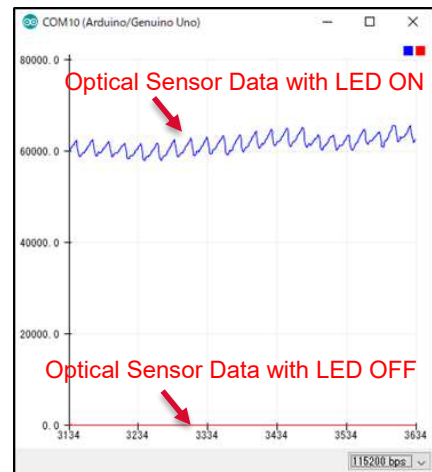 COM10 (Arduino/Genuino Uno)
80000.0
Optical Sensor Data with LED ON
60000.0
40000.0
20000.0
Optical Sensor Data with LED OFF
0.0
3134 3234 3334 3434 3534 3634
115200 bps